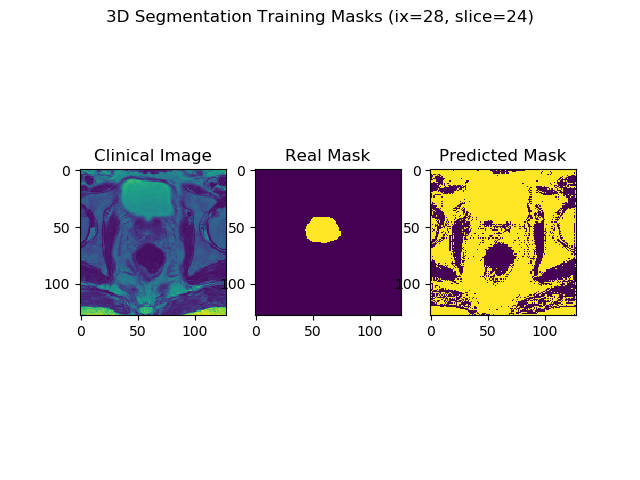 3D Segmentation Training Masks (ix=28, slice=24)
Clinical Image Real Mask Predicted Mask
0 0 0
50 50 50
100 100 100
0 50 100 0 50 100 0 50 100